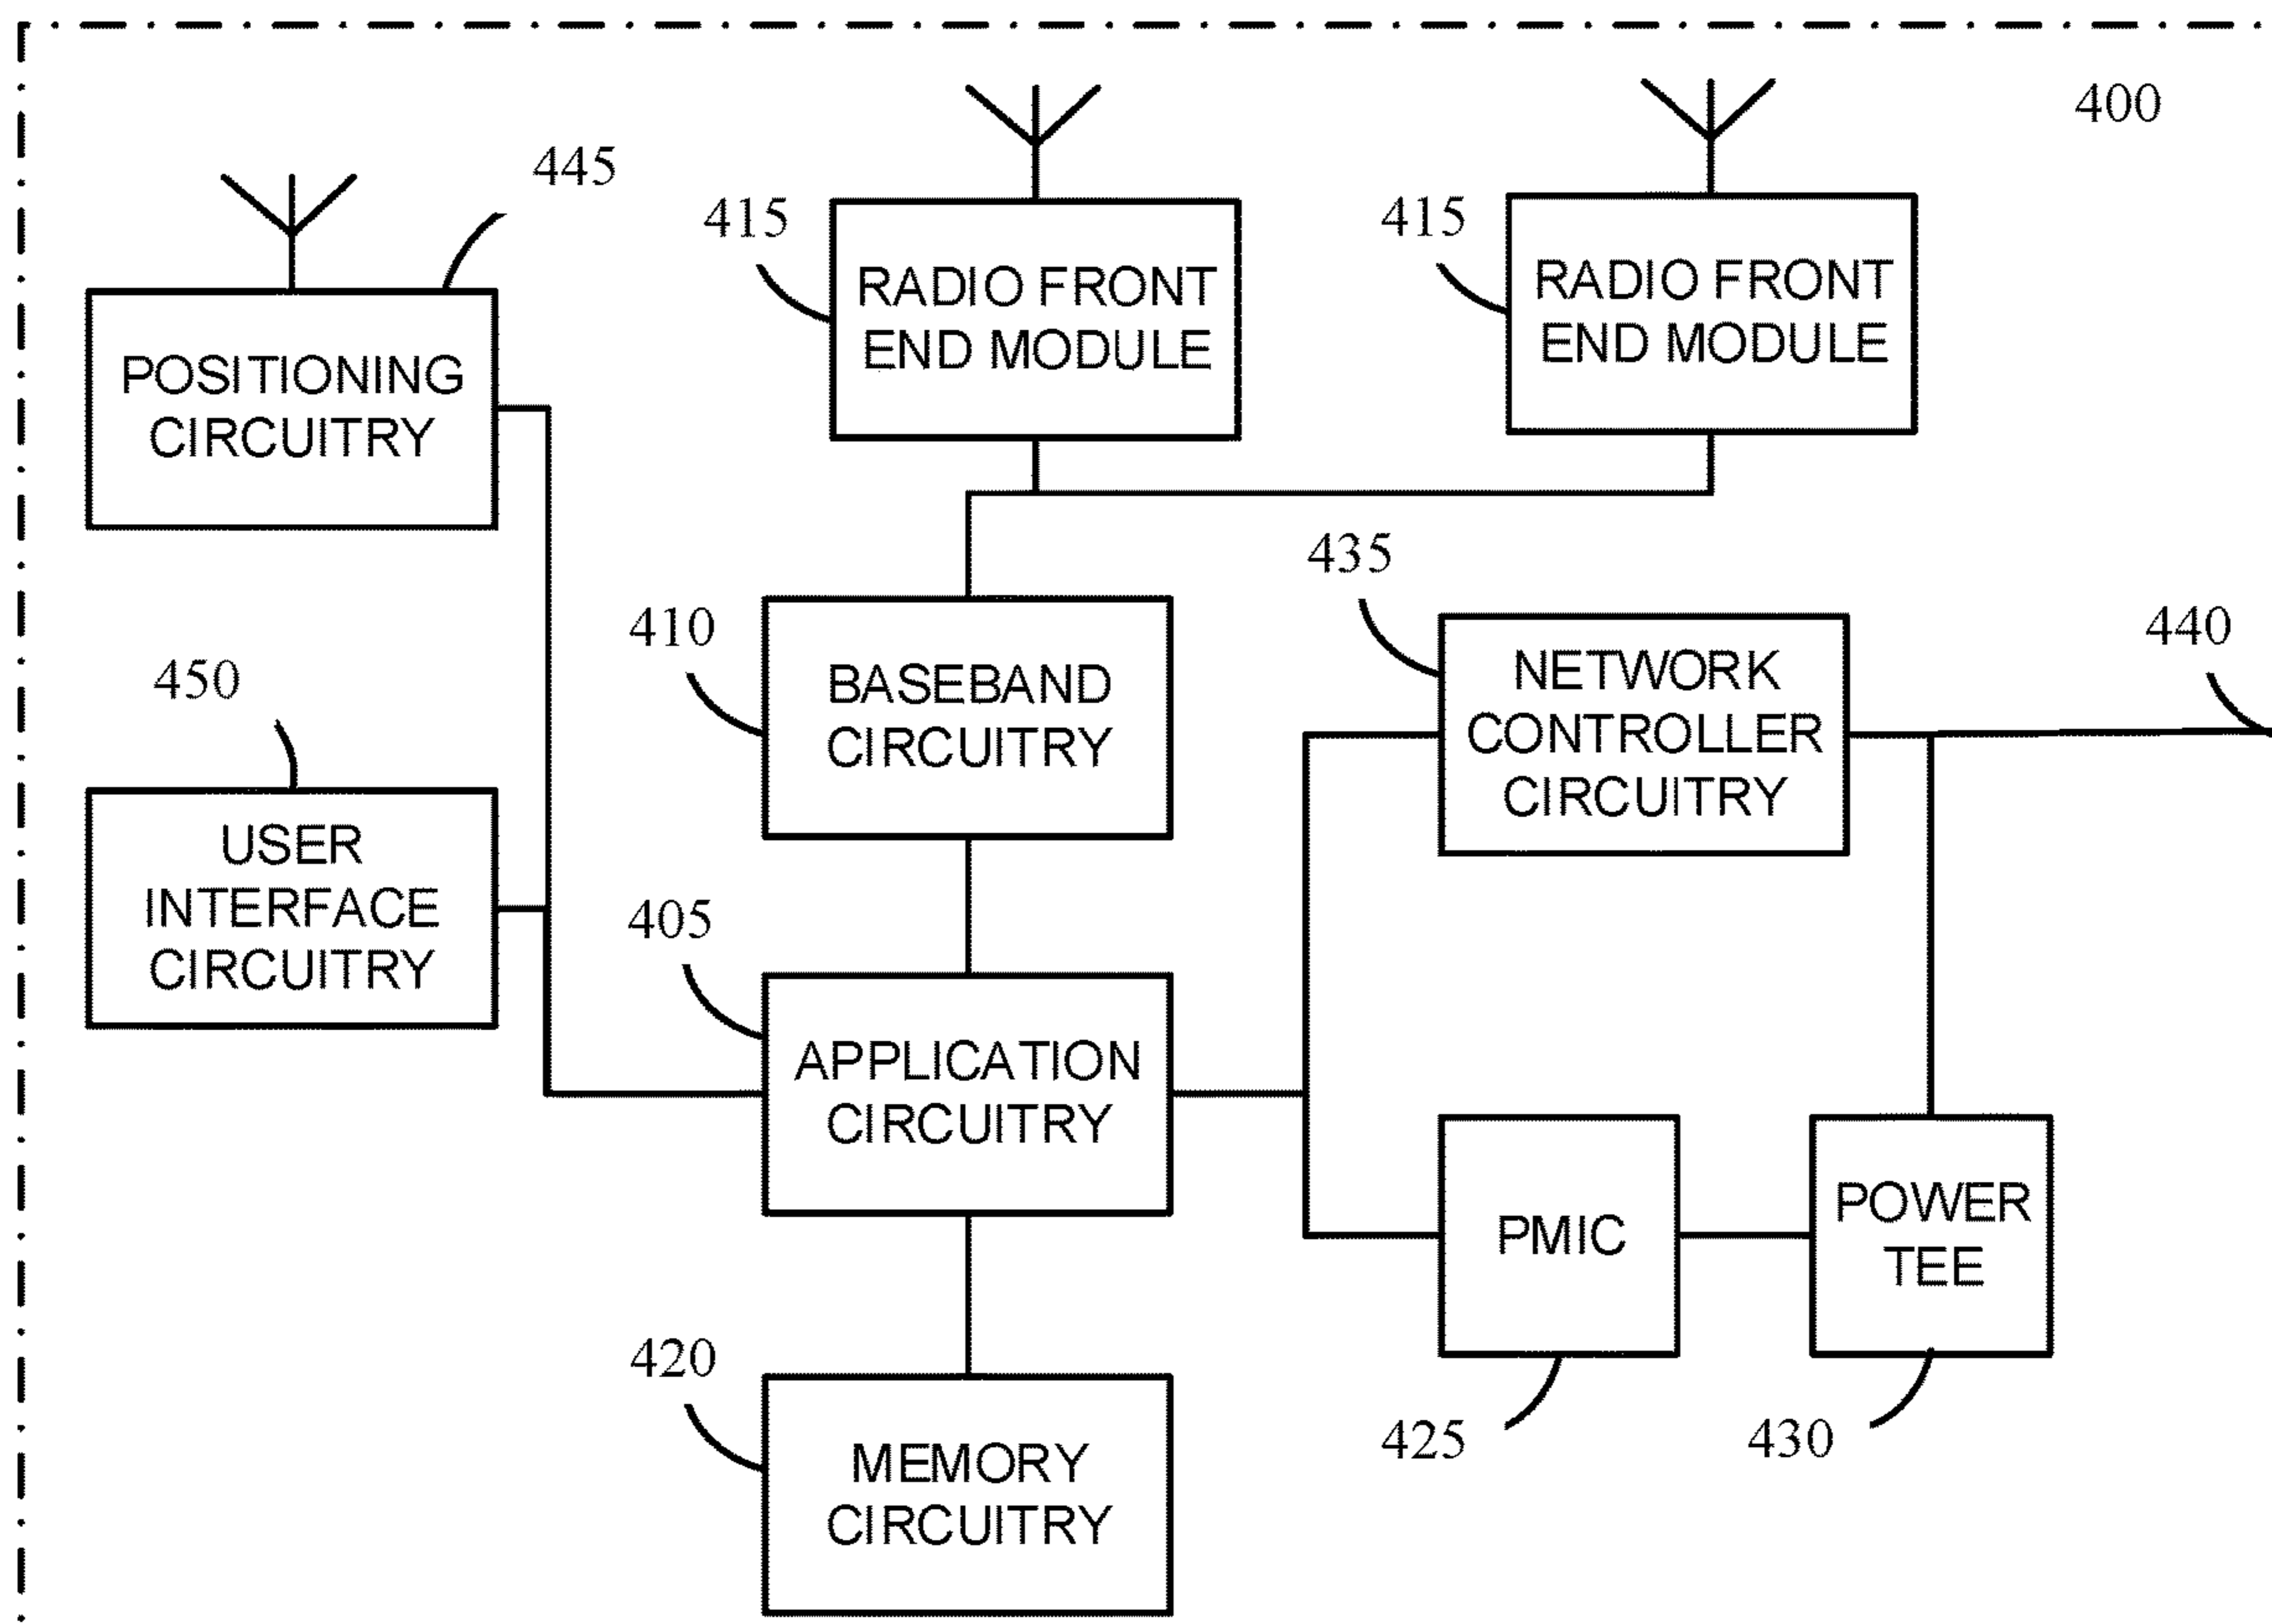 400
445
415
415
RADIO FRONT
END MODULE
RADIO FRONT
END MODULE
POSITIONING
CIRCUITRY
435
410
440
450
NETWORK
CONTROLLER
CIRCUITRY
BASEBAND
CIRCUITRY
USER
INTERFACE
CIRCUITRY
405
APPLICATION
CIRCUITRY
PMIC
POWER
TEE
420
425
430
MEMORY
CIRCUITRY